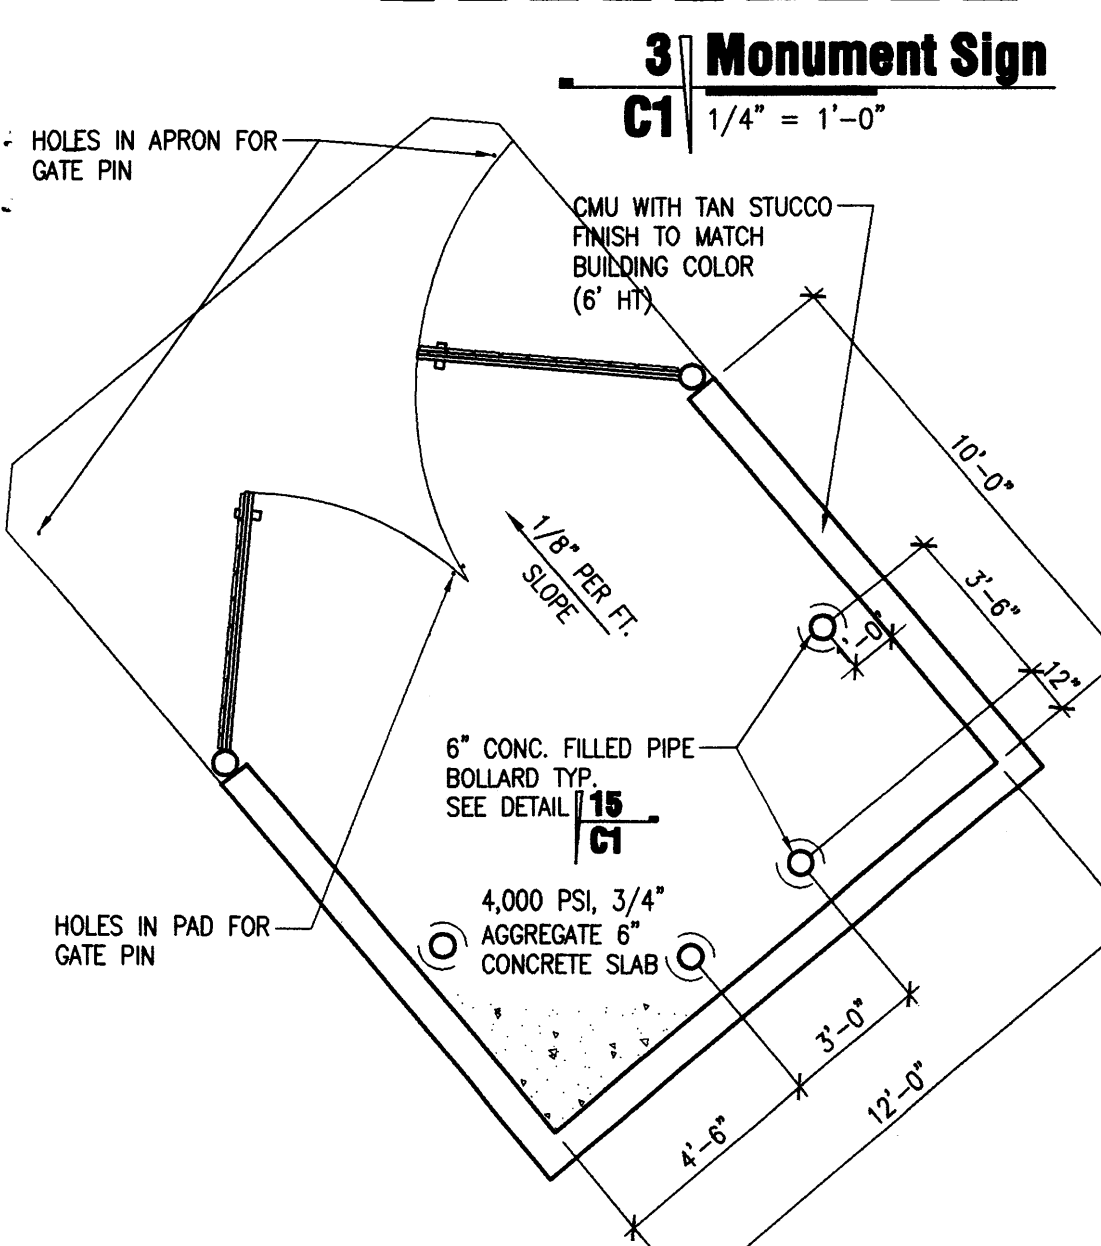 3 Monument Sign
C1 1/4" = 1'-0"
HOLES IN APRON FOR
GATE PIN
CMU WITH TAN STUCCO
FINISH TO MATCH
BUILDING COLOR
(6' HT)
10'-0"
3'-6"
12"
1/8" PER FT.
SLOPE
6" CONC. FILLED PIPE
BOLLARD TYP.
SEE DETAIL 15
C1
4,000 PSI, 3/4"
AGGREGATE 6"
CONCRETE SLAB
HOLES IN PAD FOR
GATE PIN
3'-0"
12'-0"
4'-6"